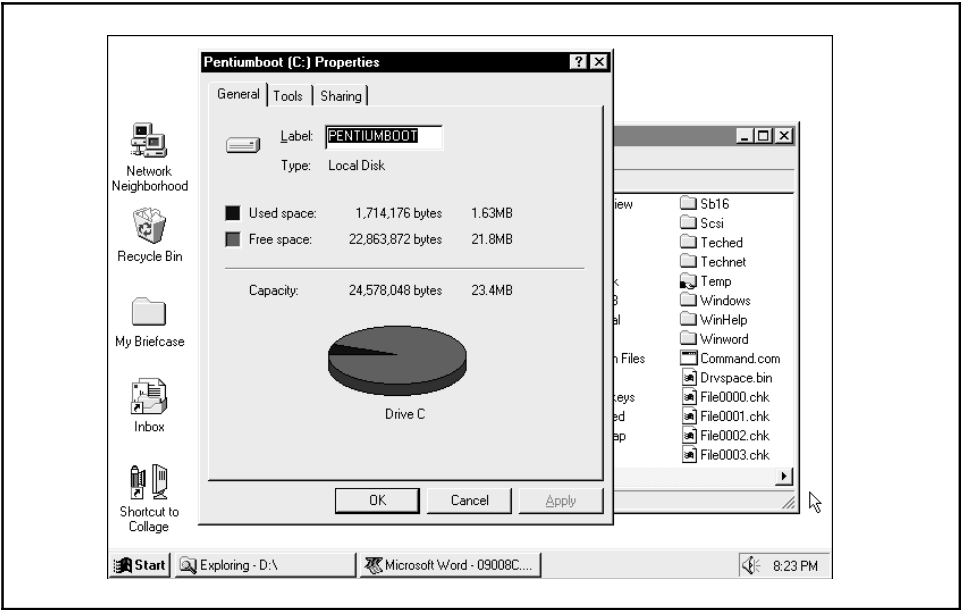 Pentiumboot (C:) Properties
General Tools Sharing
Label: PENTIUMBOOT
Type: Local Disk
Used space: 1,714,176 bytes 1.63MB
Free space: 22,863,872 bytes 21.8MB
Capacity: 24,578,048 bytes 23.4MB
Drive C
OK Cancel Apply
Network
Neighborhood
Recycle Bin
My Briefcase
Inbox
Shortcut to
Collage
iew
Sb16
Scsi
Teched
Technet
Temp
Windows
al
WinHelp
Winword
n Files
Command.com
Drvspace.bin
eys
File0000.chk
ed
File0001.chk
ap
File0002.chk
File0003.chk
Start Exploring - D:\ Microsoft Word - 09008C.... 8:23 PM